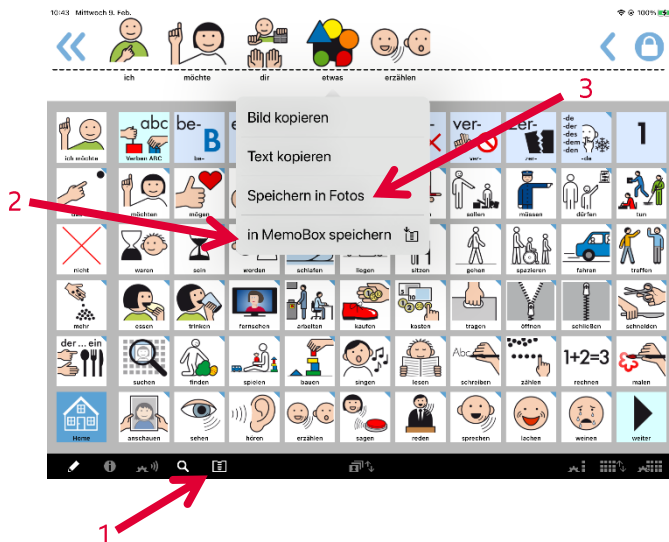 10:43 Mittwoch 9. Feb.
100%
ich möchte dir etwas erzählen
3
Bild kopieren
Text kopieren
Speichern in Fotos
in MemoBox speichern
2
abc be- B ver- zer- -de -der -des -dem -den 1
ich möchte Verben ABC be- ver- zer- -de
möchten mögen sollen müssen dürfen tun
nicht waren sein werden schlafen liegen sitzen gehen spazieren fahren treffen
mehr essen trinken fernsehen arbeiten kaufen kosten tragen öffnen schließen schneiden
der ... ein Abc 1+2=3
suchen finden spielen bauen singen lesen schreiben zählen rechnen malen
Home anschauen sehen hören erzählen sagen reden sprechen lachen weinen weiter
1